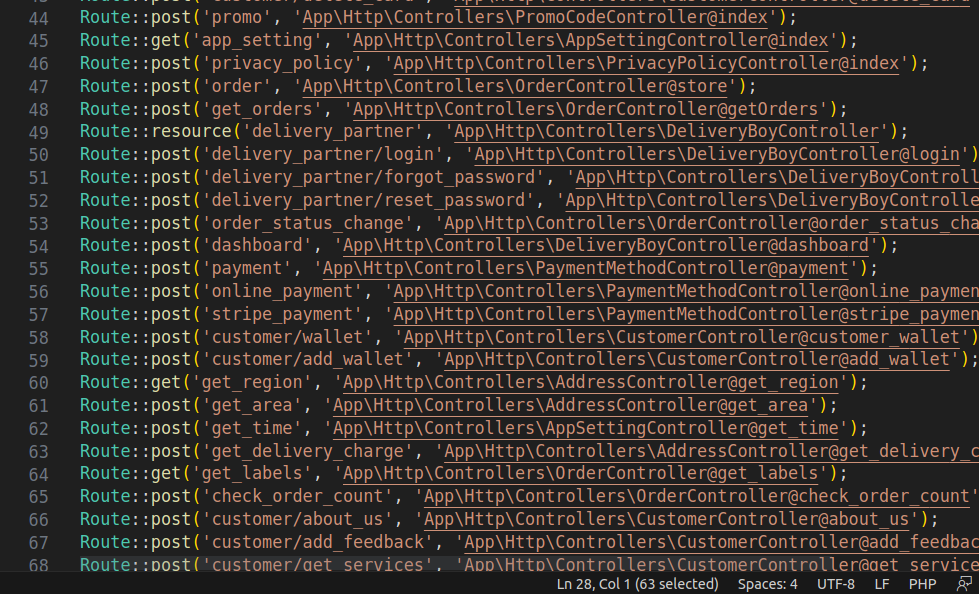 44 Route::post('promo', 'App\Http\Controllers\PromoCodeController@index');
45 Route::get('app_setting', 'App\Http\Controllers\AppSettingController@index');
46 Route::post('privacy_policy', 'App\Http\Controllers\PrivacyPolicyController@index');
47 Route::post('order', 'App\Http\Controllers\OrderController@store');
48 Route::post('get_orders', 'App\Http\Controllers\OrderController@getOrders');
49 Route::resource('delivery_partner', 'App\Http\Controllers\DeliveryBoyController');
50 Route::post('delivery_partner/login', 'App\Http\Controllers\DeliveryBoyController@login')
51 Route::post('delivery_partner/forgot_password', 'App\Http\Controllers\DeliveryBoyControll
52 Route::post('delivery_partner/reset_password', 'App\Http\Controllers\DeliveryBoyControlle
53 Route::post('order_status_change', 'App\Http\Controllers\OrderController@order_status_cha
54 Route::post('dashboard', 'App\Http\Controllers\DeliveryBoyController@dashboard');
55 Route::post('payment', 'App\Http\Controllers\PaymentMethodController@payment');
56 Route::post('online_payment', 'App\Http\Controllers\PaymentMethodController@online_paymen
57 Route::post('stripe_payment', 'App\Http\Controllers\PaymentMethodController@stripe_paymen
58 Route::post('customer/wallet', 'App\Http\Controllers\CustomerController@customer_wallet')
59 Route::post('customer/add_wallet', 'App\Http\Controllers\CustomerController@add_wallet');
60 Route::get('get_region', 'App\Http\Controllers\AddressController@get_region');
61 Route::post('get_area', 'App\Http\Controllers\AddressController@get_area');
62 Route::post('get_time', 'App\Http\Controllers\AppSettingController@get_time');
63 Route::post('get_delivery_charge', 'App\Http\Controllers\AddressController@get_delivery_c
64 Route::get('get_labels', 'App\Http\Controllers\OrderController@get_labels');
65 Route::post('check_order_count', 'App\Http\Controllers\OrderController@check_order_count'
66 Route::post('customer/about_us', 'App\Http\Controllers\CustomerController@about_us');
67 Route::post('customer/add_feedback', 'App\Http\Controllers\CustomerController@add_feedbac
68 Route::post('customer/get_services', 'App\Http\Controllers\CustomerController@get_service
Ln 28, Col 1 (63 selected) Spaces: 4 UTF-8 LF PHP